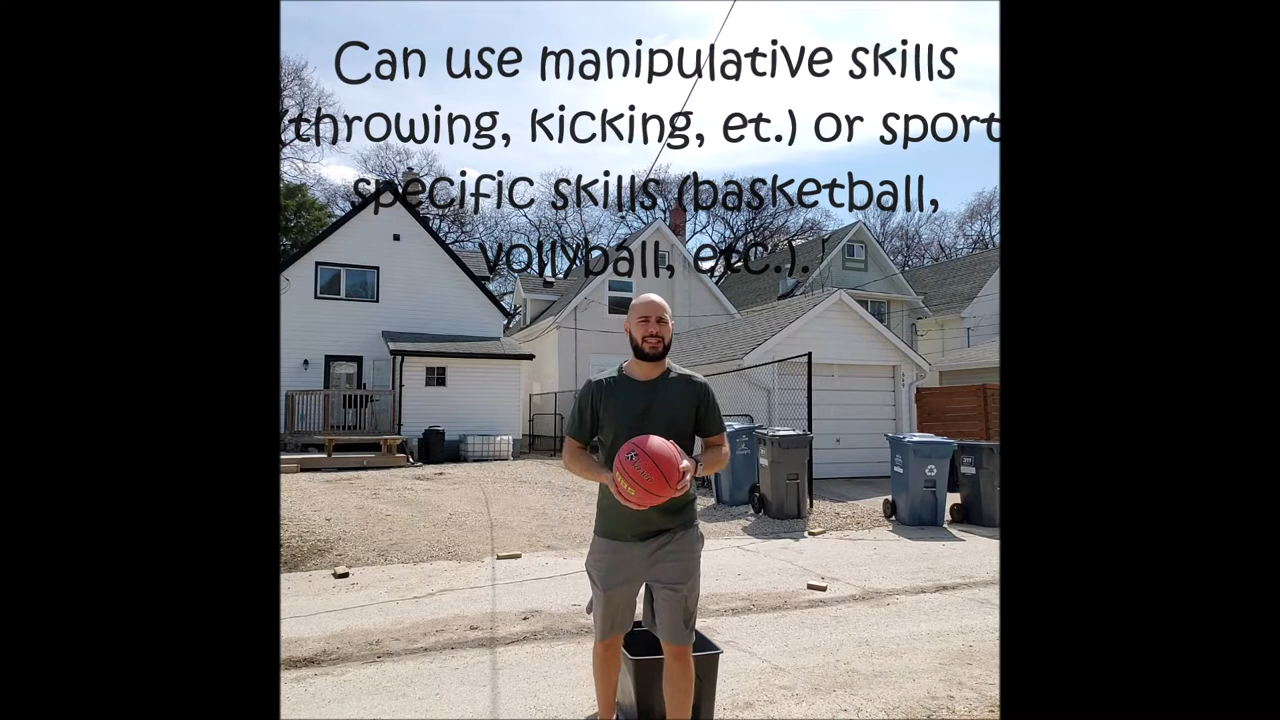 Can use manipulative skills
(throwing, kicking, et.) or sport
specific skills (basketball,
vollyball, etc.).